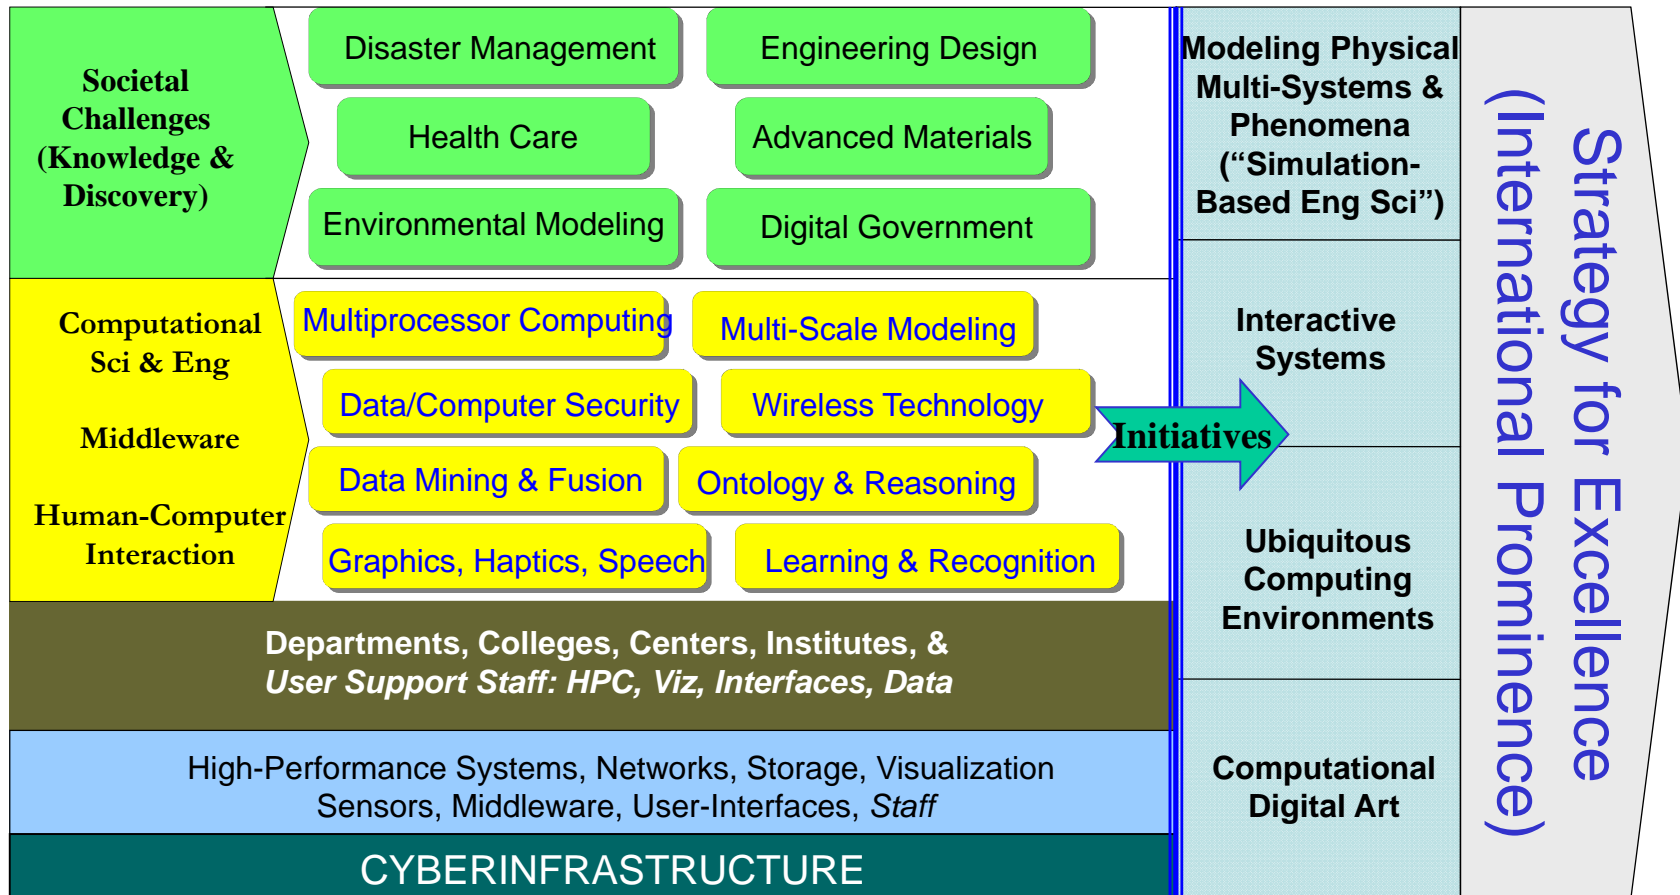 Societal
Challenges
(Knowledge &
Discovery)
Disaster Management
Engineering Design
Health Care
Advanced Materials
Environmental Modeling
Digital Government
Computational
Sci & Eng
Middleware
Human-Computer
Interaction
Multiprocessor Computing
Multi-Scale Modeling
Data/Computer Security
Wireless Technology
Data Mining & Fusion
Ontology & Reasoning
Graphics, Haptics, Speech
Learning & Recognition
Departments, Colleges, Centers, Institutes, &
User Support Staff: HPC, Viz, Interfaces, Data
High-Performance Systems, Networks, Storage, Visualization
Sensors, Middleware, User-Interfaces, Staff
CYBERINFRASTRUCTURE
Initiatives
Modeling Physical
Multi-Systems &
Phenomena
(“Simulation-
Based Eng Sci”)
Interactive
Systems
Ubiquitous
Computing
Environments
Computational
Digital Art
Strategy for Excellence
(International Prominence)